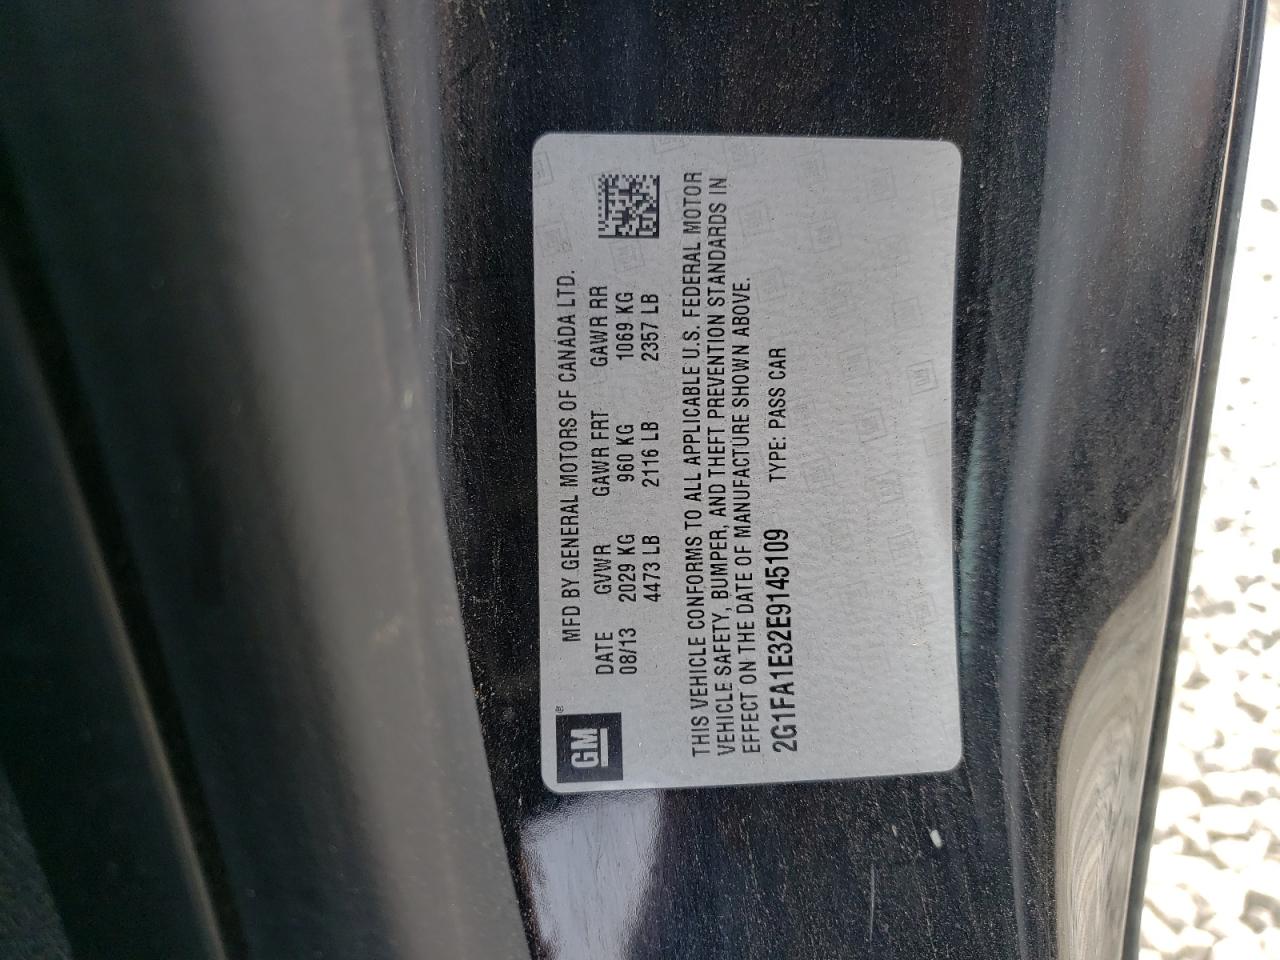 GM®
MFD BY GENERAL MOTORS OF CANADA LTD.
DATE GVWR GAWR FRT GAWR RR
08/13 2029 KG 960 KG 1069 KG
4473 LB 2116 LB 2357 LB
THIS VEHICLE CONFORMS TO ALL APPLICABLE U.S. FEDERAL MOTOR
VEHICLE SAFETY, BUMPER, AND THEFT PREVENTION STANDARDS IN
EFFECT ON THE DATE OF MANUFACTURE SHOWN ABOVE.
2G1FA1E32E9145109 TYPE: PASS CAR